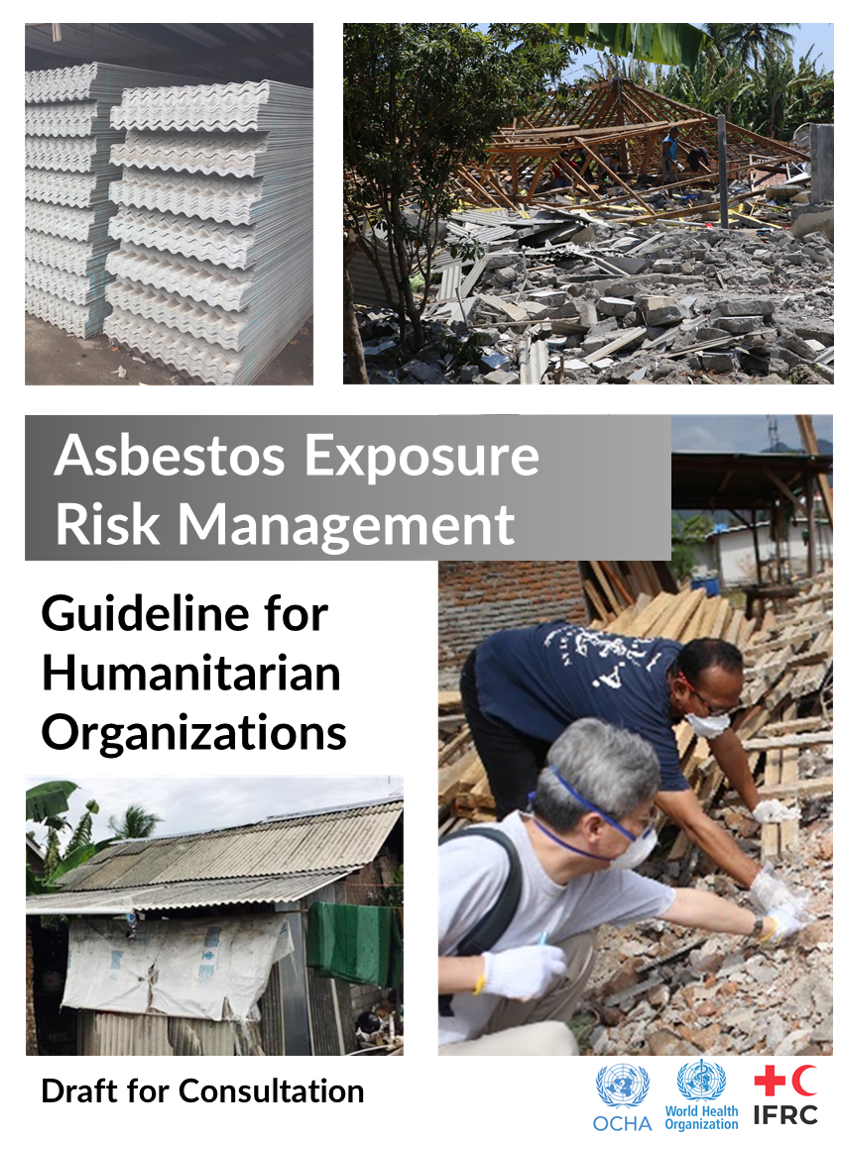 Asbestos Exposure
Risk Management
Guideline for
Humanitarian
Organizations
Draft for Consultation
OCHA
World Health
Organization
IFRC